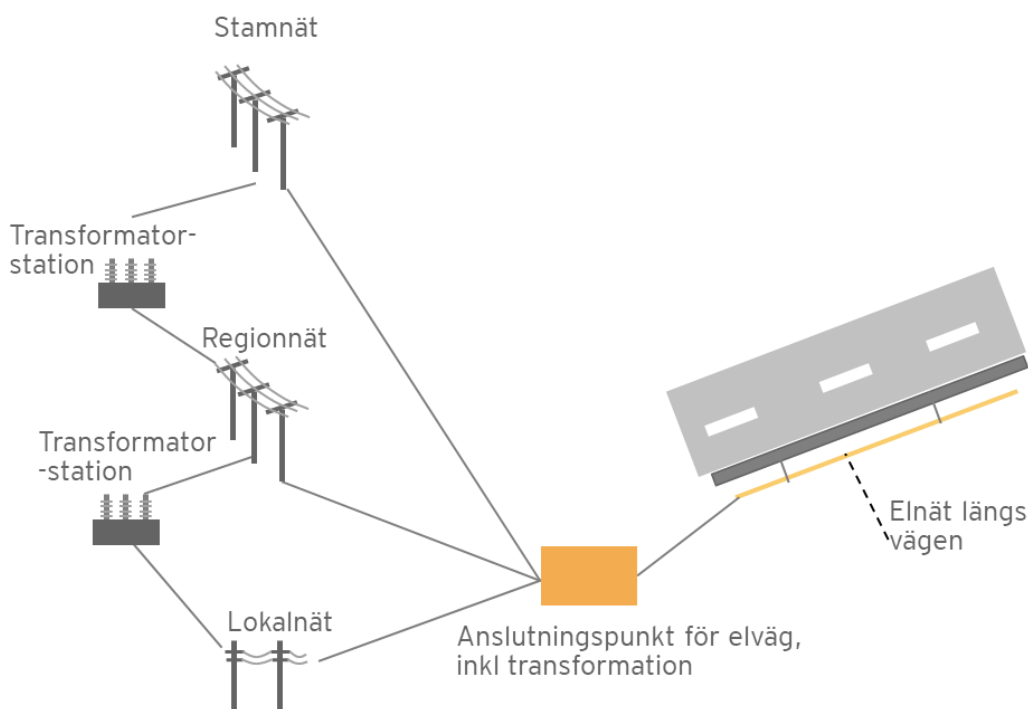 Stamnät
Transformator-
station
Regionnät
Transformator
-station
Elnät längs
vägen
Lokalnät
Anslutningspunkt för elväg,
inkl transformation